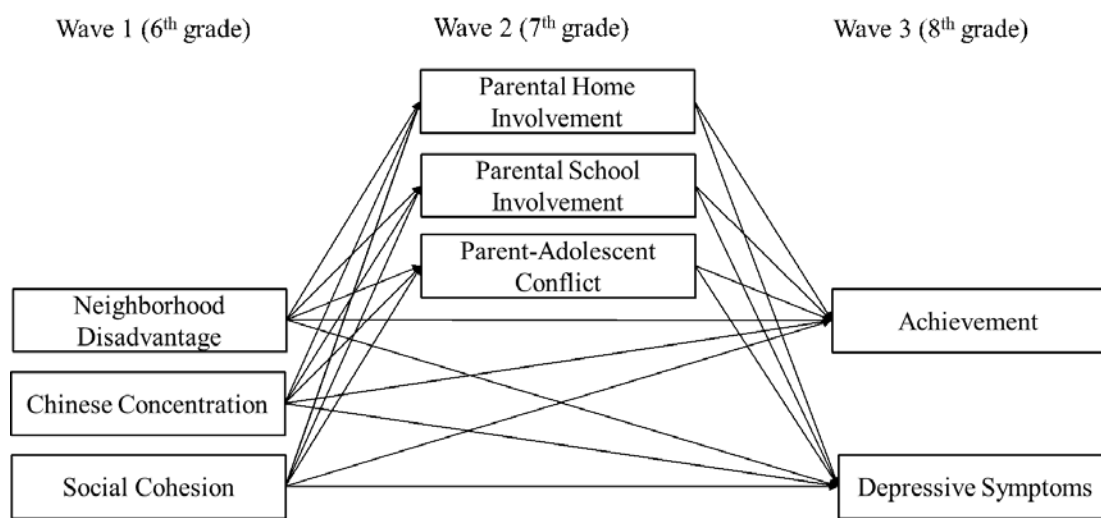 Wave 1 (6th grade)
Wave 2 (7th grade)
Wave 3 (8th grade)
Parental Home
Involvement
Parental School
Involvement
Parent-Adolescent
Conflict
Neighborhood
Disadvantage
Chinese Concentration
Social Cohesion
Achievement
Depressive Symptoms